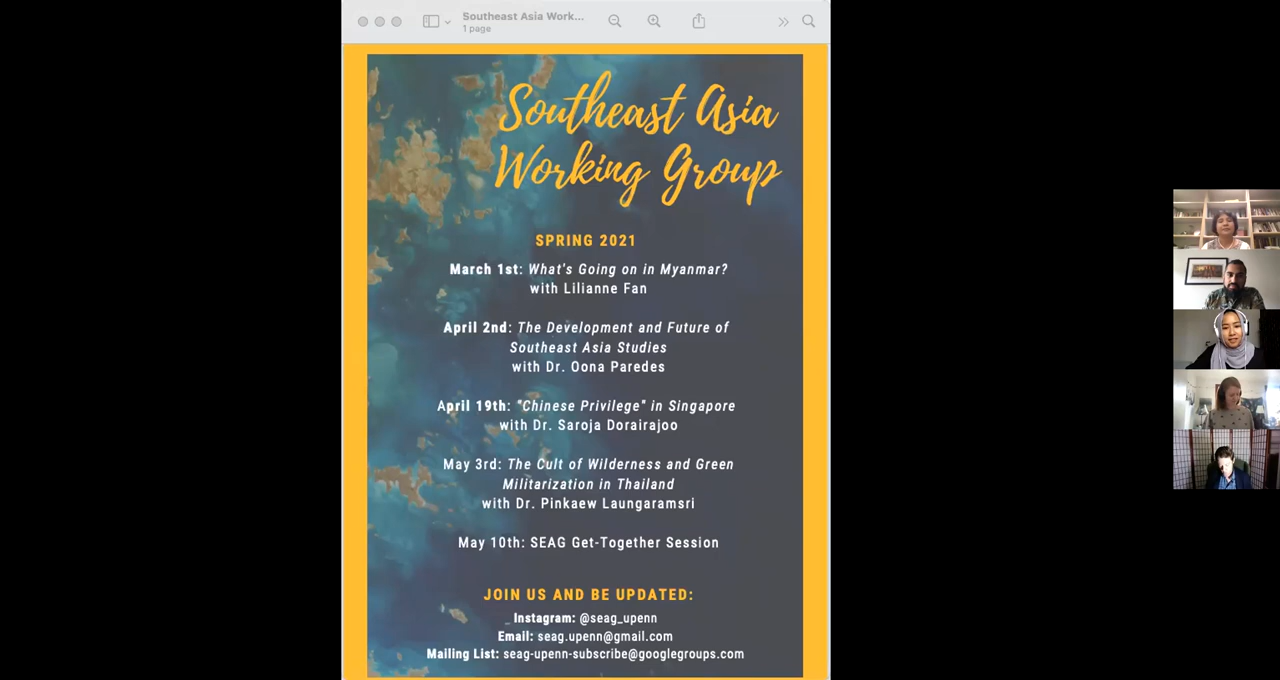 Southeast Asia Work...
1 page
Southeast Asia
Working Group
SPRING 2021
March 1st: What's Going on in Myanmar?
with Lilianne Fan
April 2nd: The Development and Future of
Southeast Asia Studies
with Dr. Oona Paredes
April 19th: "Chinese Privilege" in Singapore
with Dr. Saroja Dorairajoo
May 3rd: The Cult of Wilderness and Green
Militarization in Thailand
with Dr. Pinkaew Laungaramsri
May 10th: SEAG Get-Together Session
JOIN US AND BE UPDATED:
Instagram: @seag_upenn
Email: seag.upenn@gmail.com
Mailing List: seag-upenn-subscribe@googlegroups.com